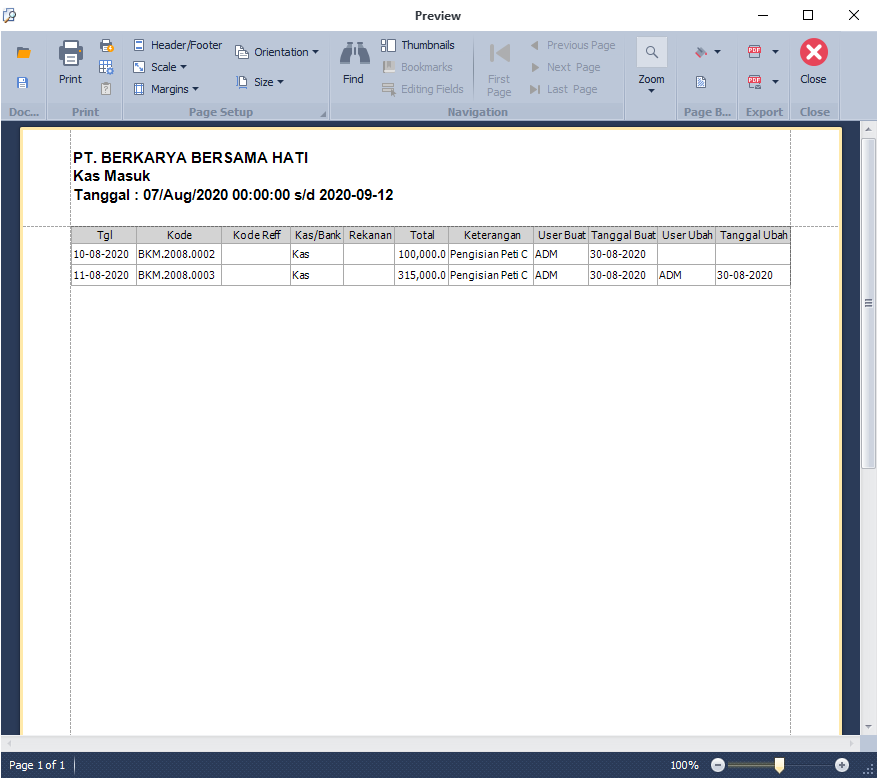 Preview
Header/Footer
Scale
Margins
Orientation
Size
Print
Find
Thumbnails
Bookmarks
Editing Fields
First
Page
Previous Page
Next Page
Last Page
Zoom
Close
Doc...
Print
Page Setup
Navigation
Page B...
Export
Close
PT. BERKARYA BERSAMA HATI
Kas Masuk
Tanggal : 07/Aug/2020 00:00:00 s/d 2020-09-12
Tgl Kode Kode Reff Kas/Bank Rekanan Total Keterangan User Buat Tanggal Buat User Ubah Tanggal Ubah
10-08-2020 BKM.2008.0002 Kas 100,000.0 Pengisian Peti C ADM 30-08-2020
11-08-2020 BKM.2008.0003 Kas 315,000.0 Pengisian Peti C ADM 30-08-2020 ADM 30-08-2020
Page 1 of 1
100%